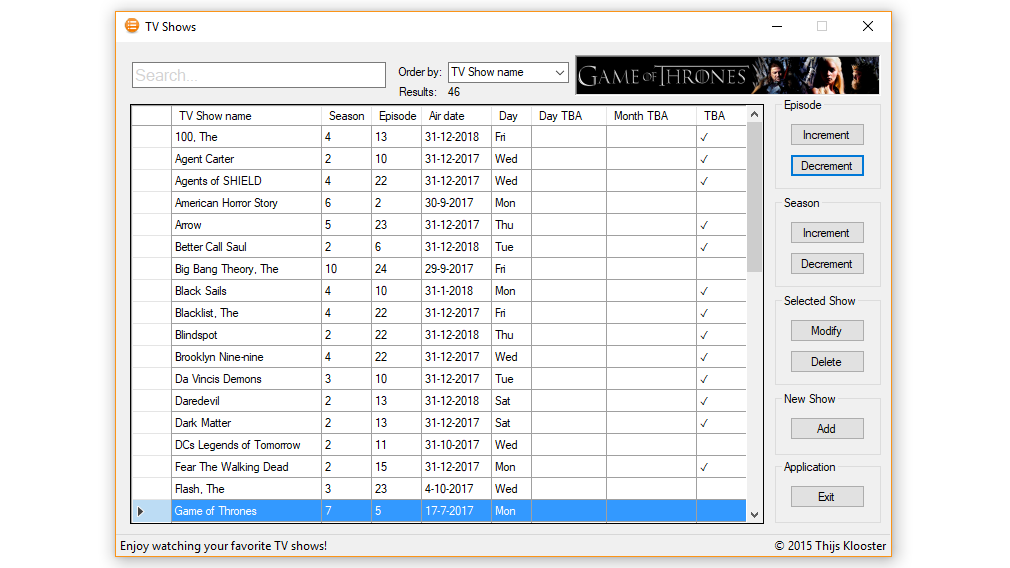 TV Shows
Search...
Order by: TV Show name
GAME OF THRONES
Results: 46
TV Show name Season Episode Air date Day Day TBA Month TBA TBA
100, The 4 13 31-12-2018 Fri ✓
Agent Carter 2 10 31-12-2017 Wed ✓
Agents of SHIELD 4 22 31-12-2017 Wed ✓
American Horror Story 6 2 30-9-2017 Mon
Arrow 5 23 31-12-2017 Thu ✓
Better Call Saul 2 6 31-12-2018 Tue ✓
Big Bang Theory, The 10 24 29-9-2017 Fri
Black Sails 4 10 31-1-2018 Mon ✓
Blacklist, The 4 22 31-12-2017 Fri ✓
Blindspot 2 22 31-12-2018 Thu ✓
Brooklyn Nine-nine 4 22 31-12-2017 Wed ✓
Da Vincis Demons 3 10 31-12-2017 Tue ✓
Daredevil 2 13 31-12-2018 Sat ✓
Dark Matter 2 13 31-12-2017 Sat ✓
DCs Legends of Tomorrow 2 11 31-10-2017 Wed
Fear The Walking Dead 2 15 31-12-2017 Mon ✓
Flash, The 3 23 4-10-2017 Wed
Game of Thrones 7 5 17-7-2017 Mon
Episode
Increment
Decrement
Season
Increment
Decrement
Selected Show
Modify
Delete
New Show
Add
Application
Exit
Enjoy watching your favorite TV shows!
© 2015 Thijs Klooster